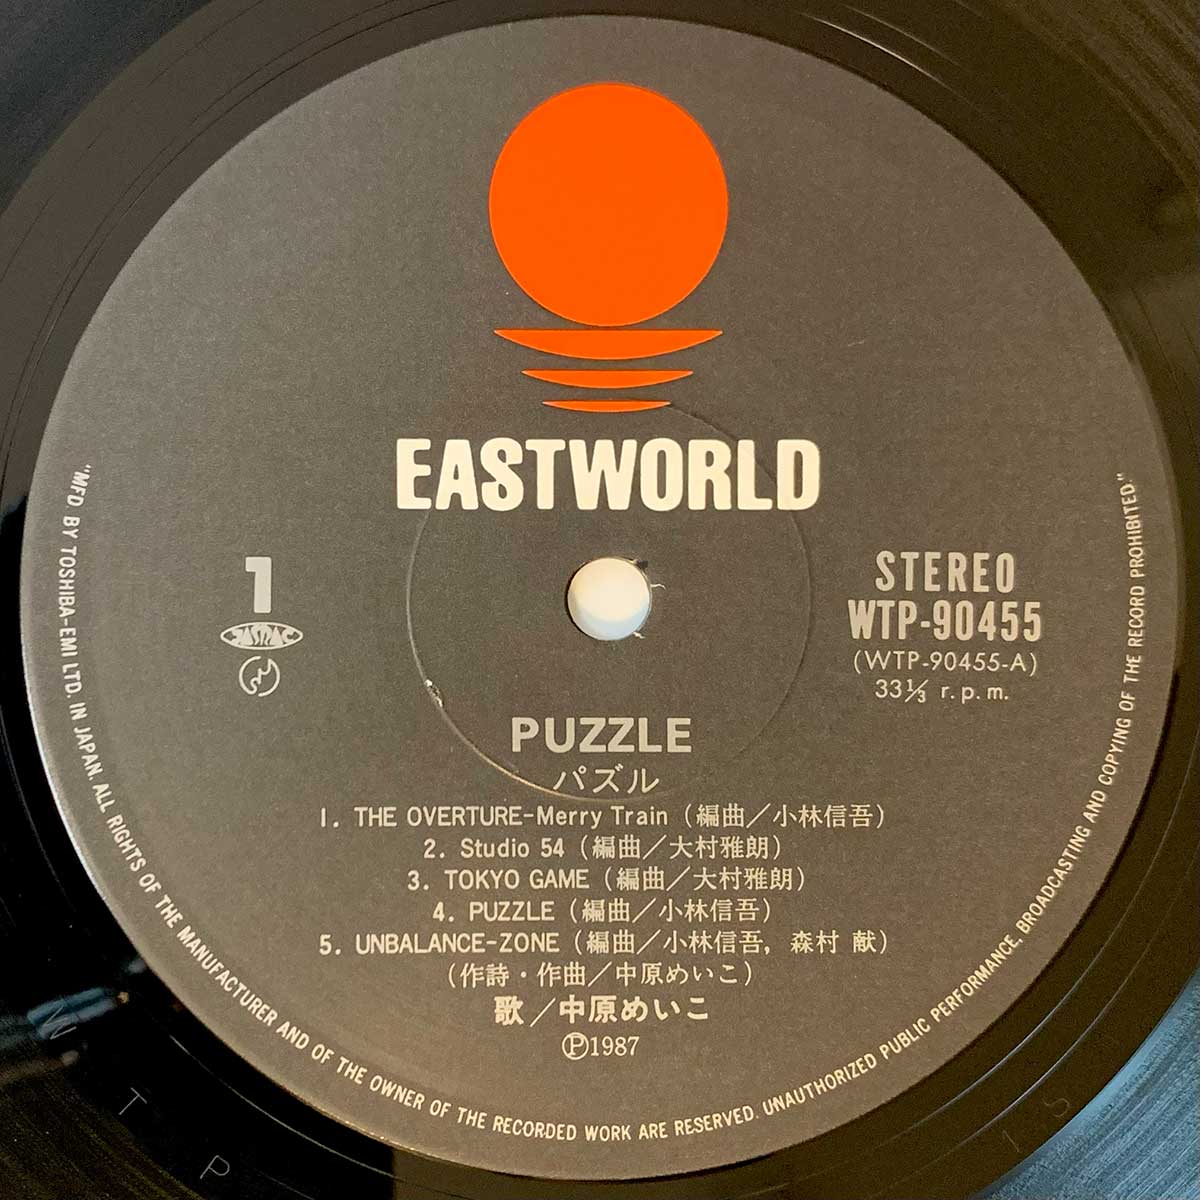 EASTWORLD
1
JASRAC
STEREO
WTP-90455
(WTP-90455-A)
33⅓ r.p.m.
PUZZLE
パズル
1. THE OVERTURE-Merry Train (編曲/小林信吾)
2. Studio 54 (編曲/大村雅朗)
3. TOKYO GAME (編曲/大村雅朗)
4. PUZZLE (編曲/小林信吾)
5. UNBALANCE-ZONE (編曲/小林信吾, 森村 献)
(作詩・作曲/中原めいこ)
歌/中原めいこ
Ⓟ1987
"MFD. BY TOSHIBA-EMI LTD. IN JAPAN. ALL RIGHTS OF THE MANUFACTURER AND OF THE OWNER OF THE RECORDED WORK ARE RESERVED. UNAUTHORIZED PUBLIC PERFORMANCE, BROADCASTING AND COPYING OF THE RECORD PROHIBITED."